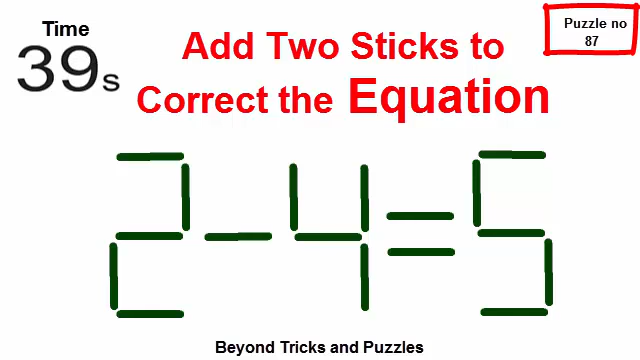 Time
39s
Add Two Sticks to
Correct the Equation
Puzzle no
87
2-4=5
Beyond Tricks and Puzzles